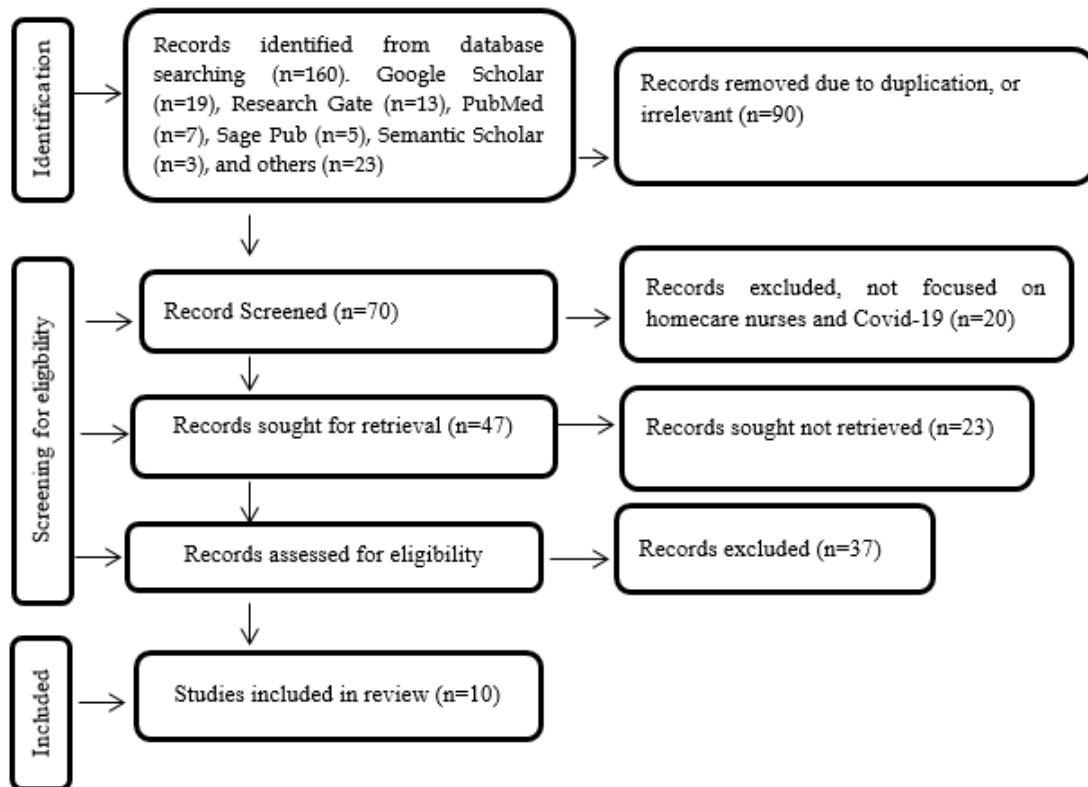 Identification
Records identified from database
searching (n=160). Google Scholar
(n=19), Research Gate (n=13), PubMed
(n=7), Sage Pub (n=5), Semantic Scholar
(n=3), and others (n=23)
Records removed due to duplication, or
irrelevant (n=90)
Screening for eligibility
Record Screened (n=70)
Records excluded, not focused on
homecare nurses and Covid-19 (n=20)
Records sought for retrieval (n=47)
Records sought not retrieved (n=23)
Records assessed for eligibility
Records excluded (n=37)
Included
Studies included in review (n=10)